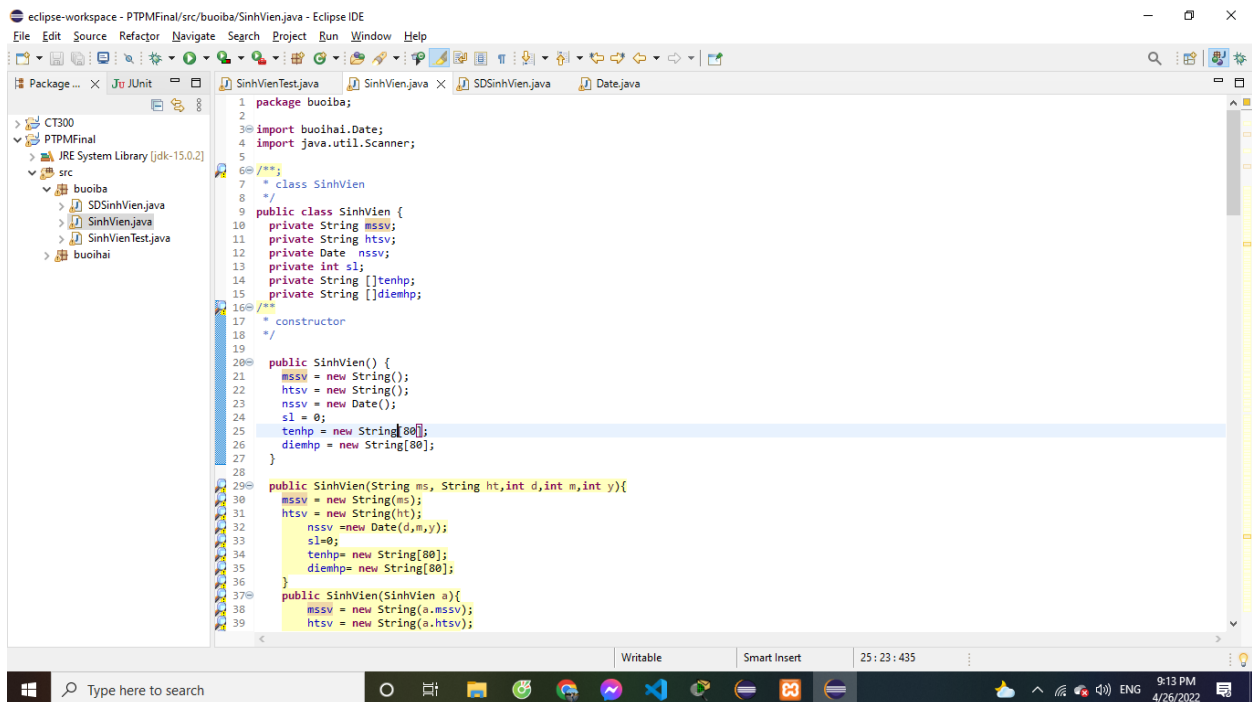 eclipse-workspace - PTPMFinal/src/buoiba/SinhVien.java - Eclipse IDE
File Edit Source Refactor Navigate Search Project Run Window Help
Package ... JUnit SinhVienTest.java SinhVien.java SDSinhVien.java Date.java
CT300
PTPMFinal
JRE System Library [jdk-15.0.2]
src
buoiba
SDSinhVien.java
SinhVien.java
SinhVienTest.java
buoihai
1 package buoiba;
2
3 import buoihai.Date;
4 import java.util.Scanner;
5
6 /**;
7 * class SinhVien
8 */
9 public class SinhVien {
10 private String mssv;
11 private String htsv;
12 private Date nssv;
13 private int sl;
14 private String []tenhp;
15 private String []diemhp;
16 /**
17 * constructor
18 */
19
20 public SinhVien() {
21 mssv = new String();
22 htsv = new String();
23 nssv = new Date();
24 sl = 0;
25 tenhp = new String[80];
26 diemhp = new String[80];
27 }
28
29 public SinhVien(String ms, String ht,int d,int m,int y){
30 mssv = new String(ms);
31 htsv = new String(ht);
32 nssv =new Date(d,m,y);
33 sl=0;
34 tenhp= new String[80];
35 diemhp= new String[80];
36 }
37 public SinhVien(SinhVien a){
38 mssv = new String(a.mssv);
39 htsv = new String(a.htsv);
Writable Smart Insert 25 : 23 : 435
Type here to search
ENG
9:13 PM
4/26/2022